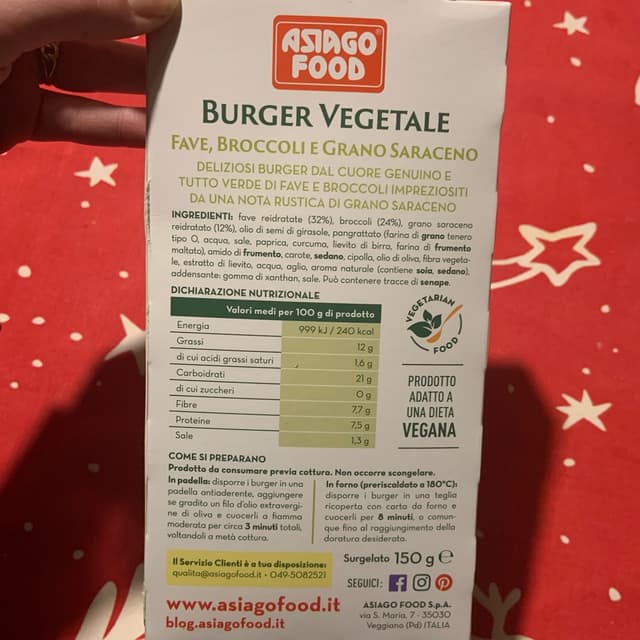 ASIAGO
FOOD
BURGER VEGETALE
FAVE, BROCCOLI E GRANO SARACENO
DELIZIOSI BURGER DAL CUORE GENUINO E
TUTTO VERDE DI FAVE E BROCCOLI IMPREZIOSITI
DA UNA NOTA RUSTICA DI GRANO SARACENO
INGREDIENTI: fave reidratate (32%), broccoli (24%), grano saraceno
reidratato (12%), olio di semi di girasole, pangrattato (farina di grano tenero
tipo O, acqua, sale, paprica, curcuma, lievito di birra, farina di frumento
maltato), amido di frumento, carote, sedano, cipolla, olio di oliva, fibra vegeta-
le, estratto di lievito, acqua, aglio, aroma naturale (contiene soia, sedano),
addensante: gomma di xanthan, sale. Può contenere tracce di senape.
DICHIARAZIONE NUTRIZIONALE
Valori medi per 100 g di prodotto
Energia 999 kJ / 240 kcal
Grassi 12 g
di cui acidi grassi saturi 1,6 g
Carboidrati 21 g
di cui zuccheri 0 g
Fibre 7,7 g
Proteine 7,5 g
Sale 1,3 g
VEGETARIAN
FOOD
PRODOTTO
ADATTO A
UNA DIETA
VEGANA
COME SI PREPARANO
Prodotto da consumare previa cottura. Non occorre scongelare.
In padella: disporre i burger in una
padella antiaderente, aggiungere
se gradito un filo d'olio extravergi-
ne di oliva e cuocerli a fiamma
moderata per circa 3 minuti totali,
voltandoli a metà cottura.
In forno (preriscaldato a 180°C):
disporre i burger in una teglia
ricoperta con carta da forno e
cuocerli per 8 minuti, o comun-
que fino al raggiungimento della
doratura desiderata.
Il Servizio Clienti è a tua disposizione:
qualita@asiagofood.it • 049-5082521
Surgelato 150 g e
SEGUICI:
www.asiagofood.it
blog.asiagofood.it
ASIAGO FOOD S.p.A.
via S. Maria, 7 - 35030
Veggiano (Pd) ITALIA